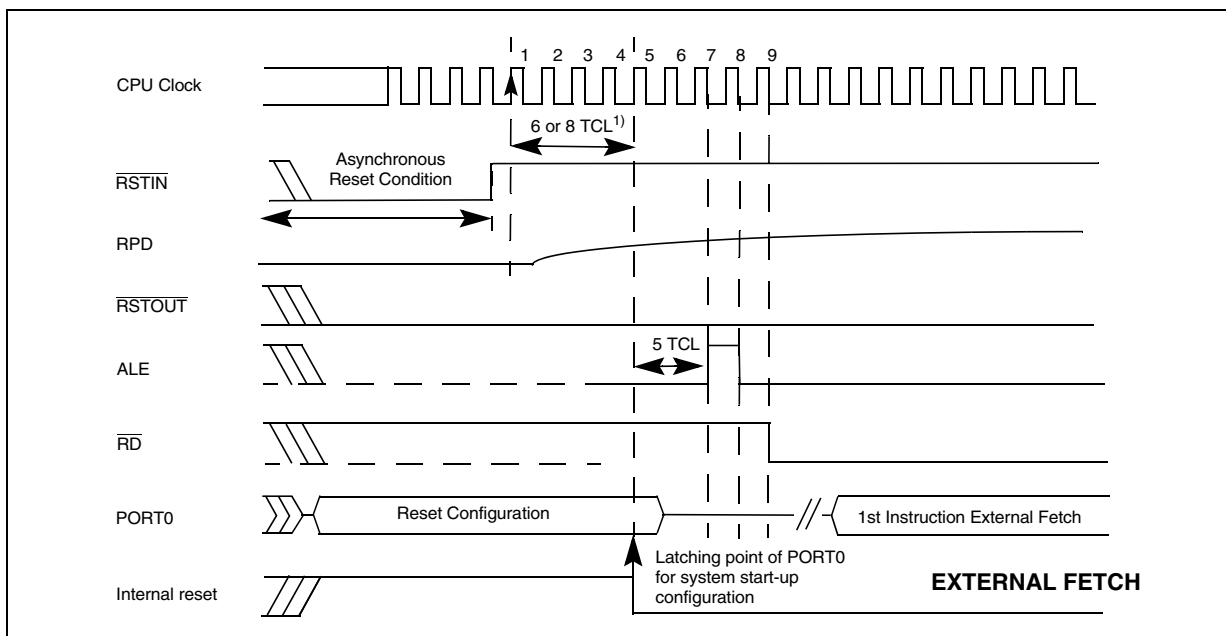 1 2 3 4 5 6 7 8 9
CPU Clock
6 or 8 TCL1)
Asynchronous
Reset Condition
RSTIN
RPD
RSTOUT
5 TCL
ALE
RD
PORT0
Reset Configuration
1st Instruction External Fetch
Latching point of PORT0
for system start-up
configuration
EXTERNAL FETCH
Internal reset